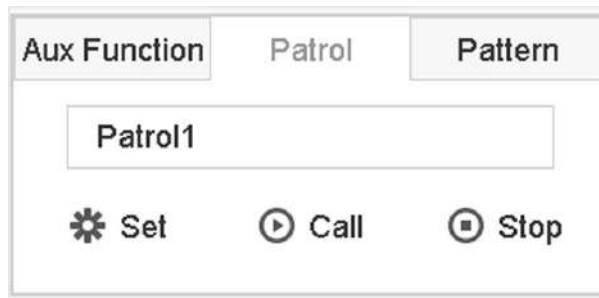 Aux Function Patrol Pattern
Patrol1
Set Call Stop